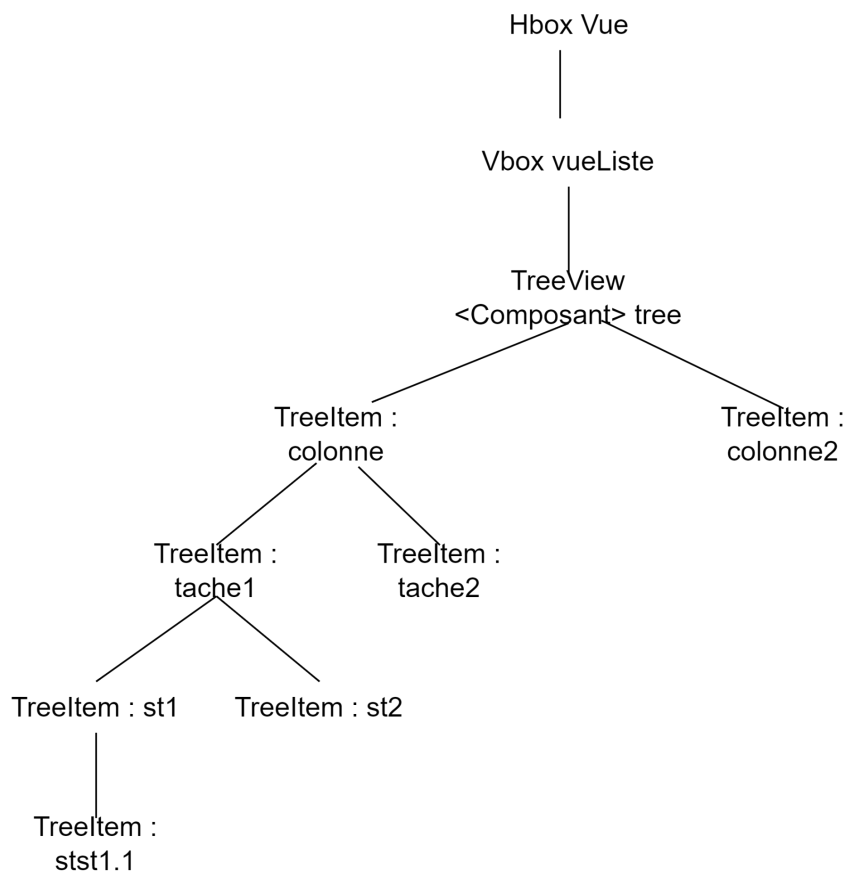 Hbox Vue
Vbox vueListe
TreeView
<Composant> tree
TreeItem :
colonne
TreeItem :
colonne2
TreeItem :
tache1
TreeItem :
tache2
TreeItem : st1
TreeItem : st2
TreeItem :
stst1.1